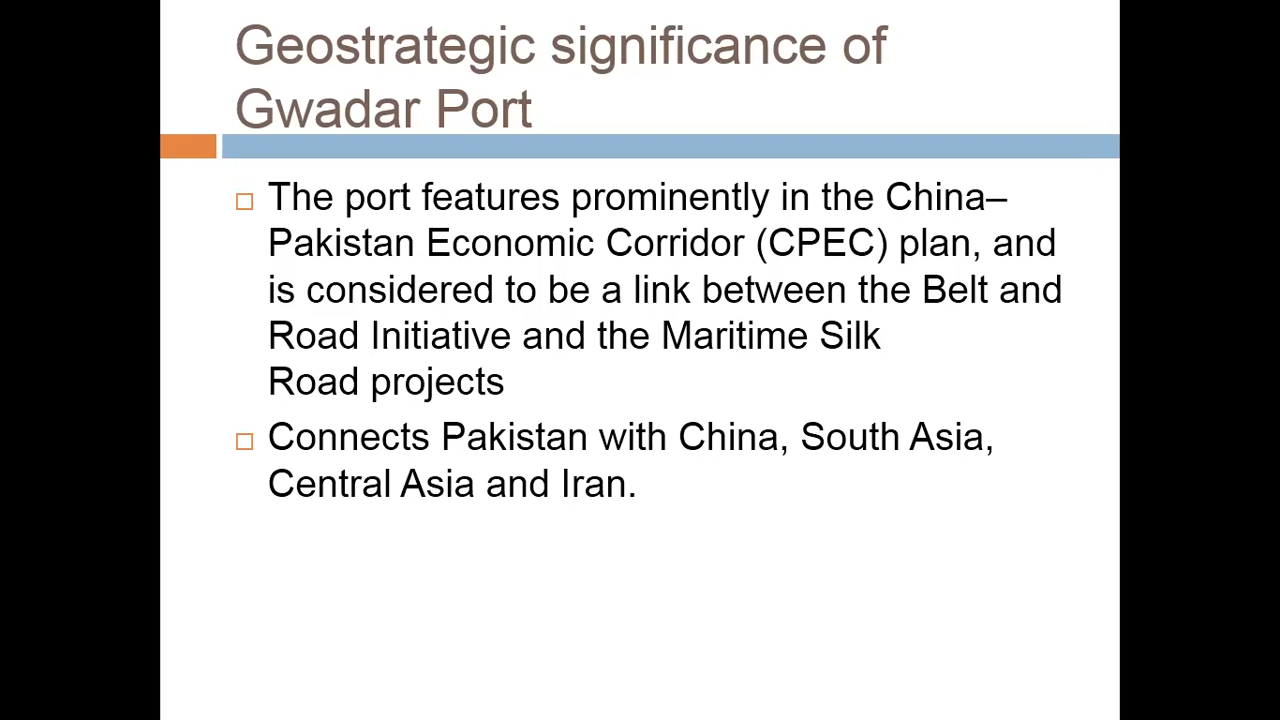 Geostrategic significance of
Gwadar Port
The port features prominently in the China–
Pakistan Economic Corridor (CPEC) plan, and
is considered to be a link between the Belt and
Road Initiative and the Maritime Silk
Road projects
Connects Pakistan with China, South Asia,
Central Asia and Iran.